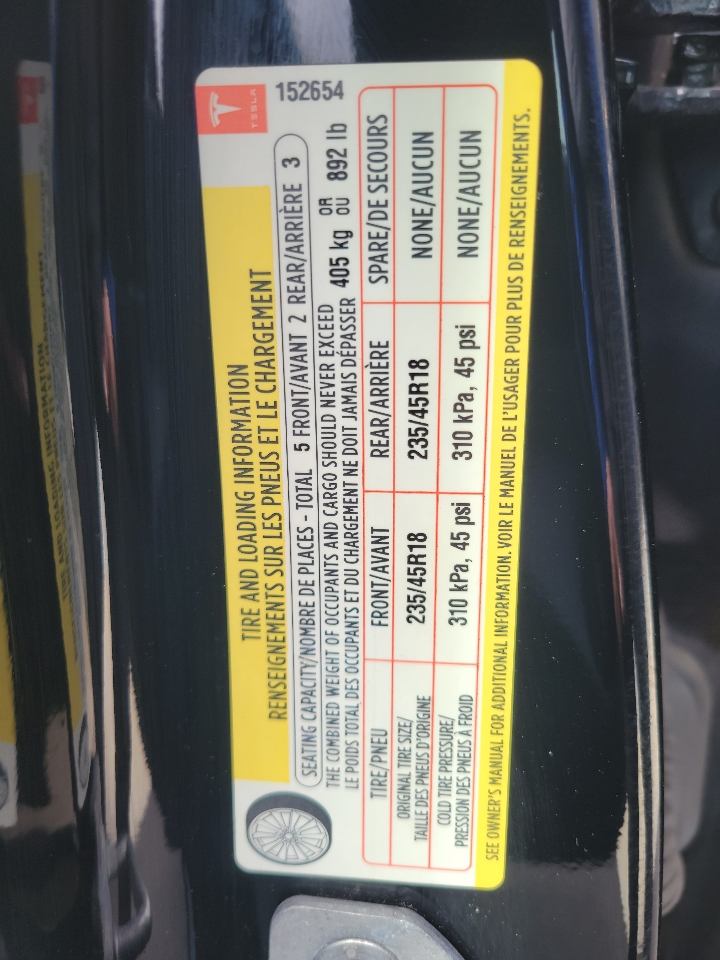 TESLA
152654
TIRE AND LOADING INFORMATION
RENSEIGNEMENTS SUR LES PNEUS ET LE CHARGEMENT
SEATING CAPACITY/NOMBRE DE PLACES - TOTAL 5 FRONT/AVANT 2 REAR/ARRIÈRE 3
THE COMBINED WEIGHT OF OCCUPANTS AND CARGO SHOULD NEVER EXCEED
LE POIDS TOTAL DES OCCUPANTS ET DU CHARGEMENT NE DOIT JAMAIS DÉPASSER
405 kg OR OU 892 lb
TIRE/PNEU FRONT/AVANT REAR/ARRIÈRE SPARE/DE SECOURS
ORIGINAL TIRE SIZE/
TAILLE DES PNEUS D'ORIGINE 235/45R18 235/45R18 NONE/AUCUN
COLD TIRE PRESSURE/
PRESSION DES PNEUS À FROID 310 kPa, 45 psi 310 kPa, 45 psi NONE/AUCUN
SEE OWNER'S MANUAL FOR ADDITIONAL INFORMATION. VOIR LE MANUEL DE L'USAGER POUR PLUS DE RENSEIGNEMENTS.